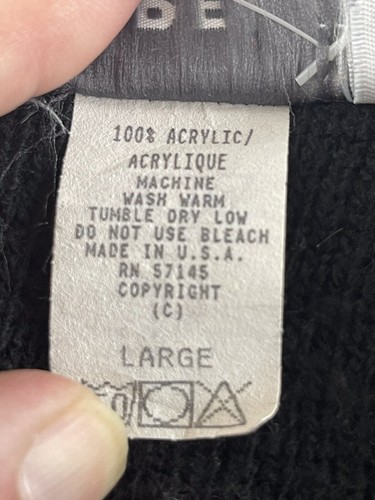 DE
100% ACRYLIC/
ACRYLIQUE
MACHINE
WASH WARM
TUMBLE DRY LOW
DO NOT USE BLEACH
MADE IN U.S.A.
RN 57145
COPYRIGHT
(C)
LARGE